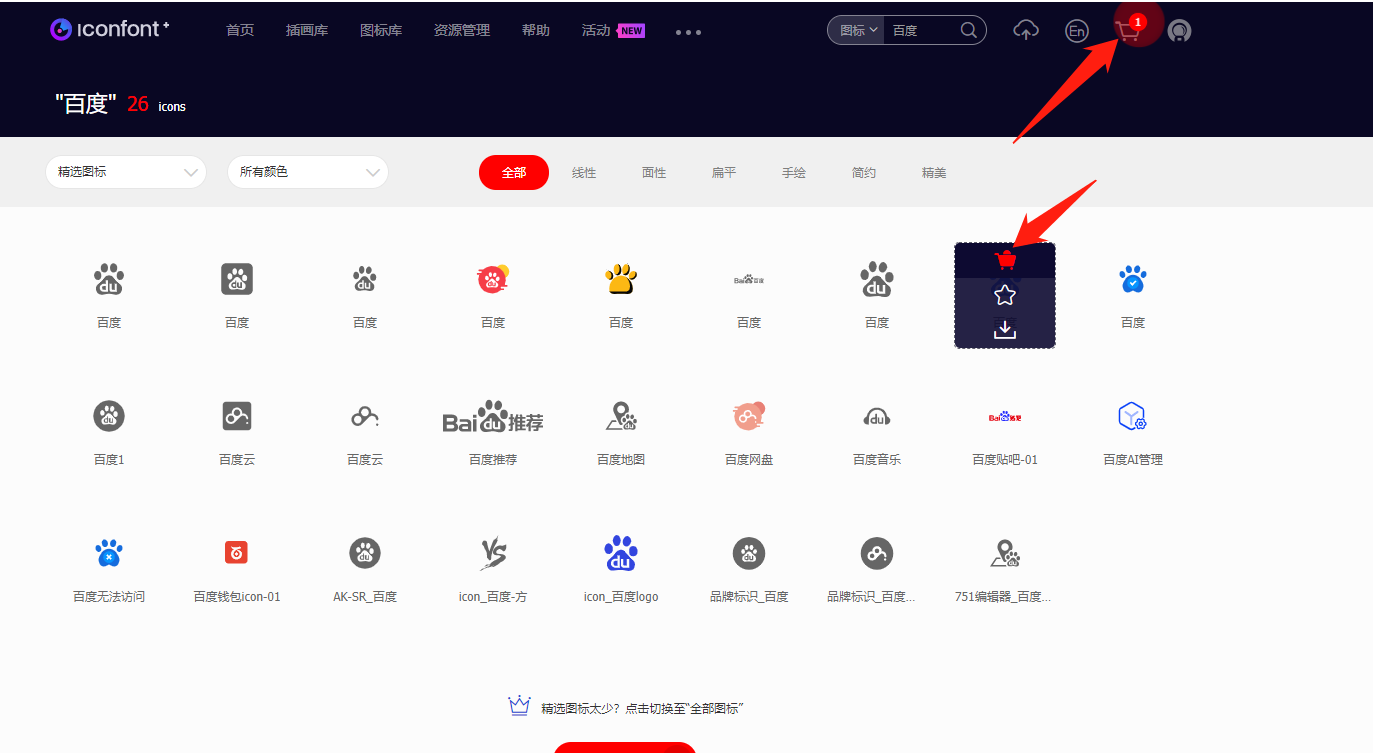 iconfont+ 首页 插画库 图标库 资源管理 帮助 活动 NEW 图标 百度 En 1
"百度" 26 icons
精选图标 所有颜色 全部 线性 面性 扁平 手绘 简约 精美
du du du du Bai du 百度 du
百度 百度 百度 百度 百度 百度 百度 百度
du Bai du 推荐 du Bai du 贴吧
百度1 百度云 百度云 百度推荐 百度地图 百度网盘 百度音乐 百度贴吧-01 百度AI管理
du VS du du
百度无法访问 百度钱包icon-01 AK-SR_百度 icon_百度-方 icon_百度logo 品牌标识_百度 品牌标识_百度... 751编辑器_百度...
精选图标太少？点击切换至“全部图标”